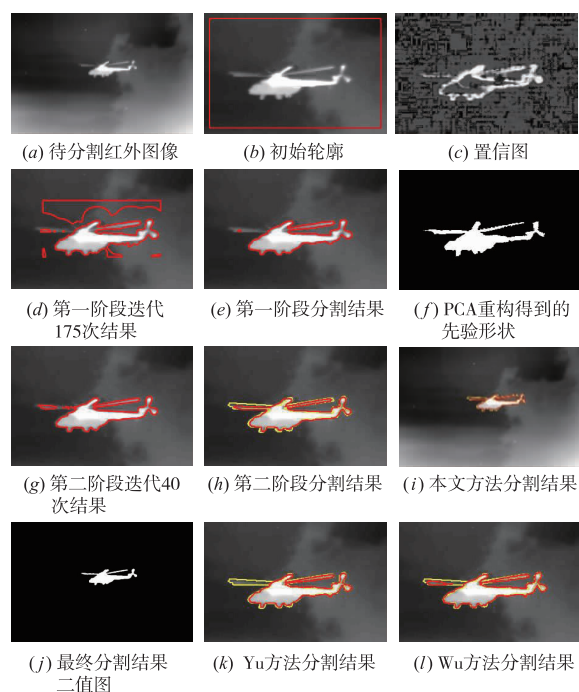 (a) 待分割红外图像
(b) 初始轮廓
(c) 置信图
(d) 第一阶段迭代
175次结果
(e) 第一阶段分割结果
(f) PCA重构得到的
先验形状
(g) 第二阶段迭代40
次结果
(h) 第二阶段分割结果
(i) 本文方法分割结果
(j) 最终分割结果
二值图
(k) Yu方法分割结果
(l) Wu方法分割结果